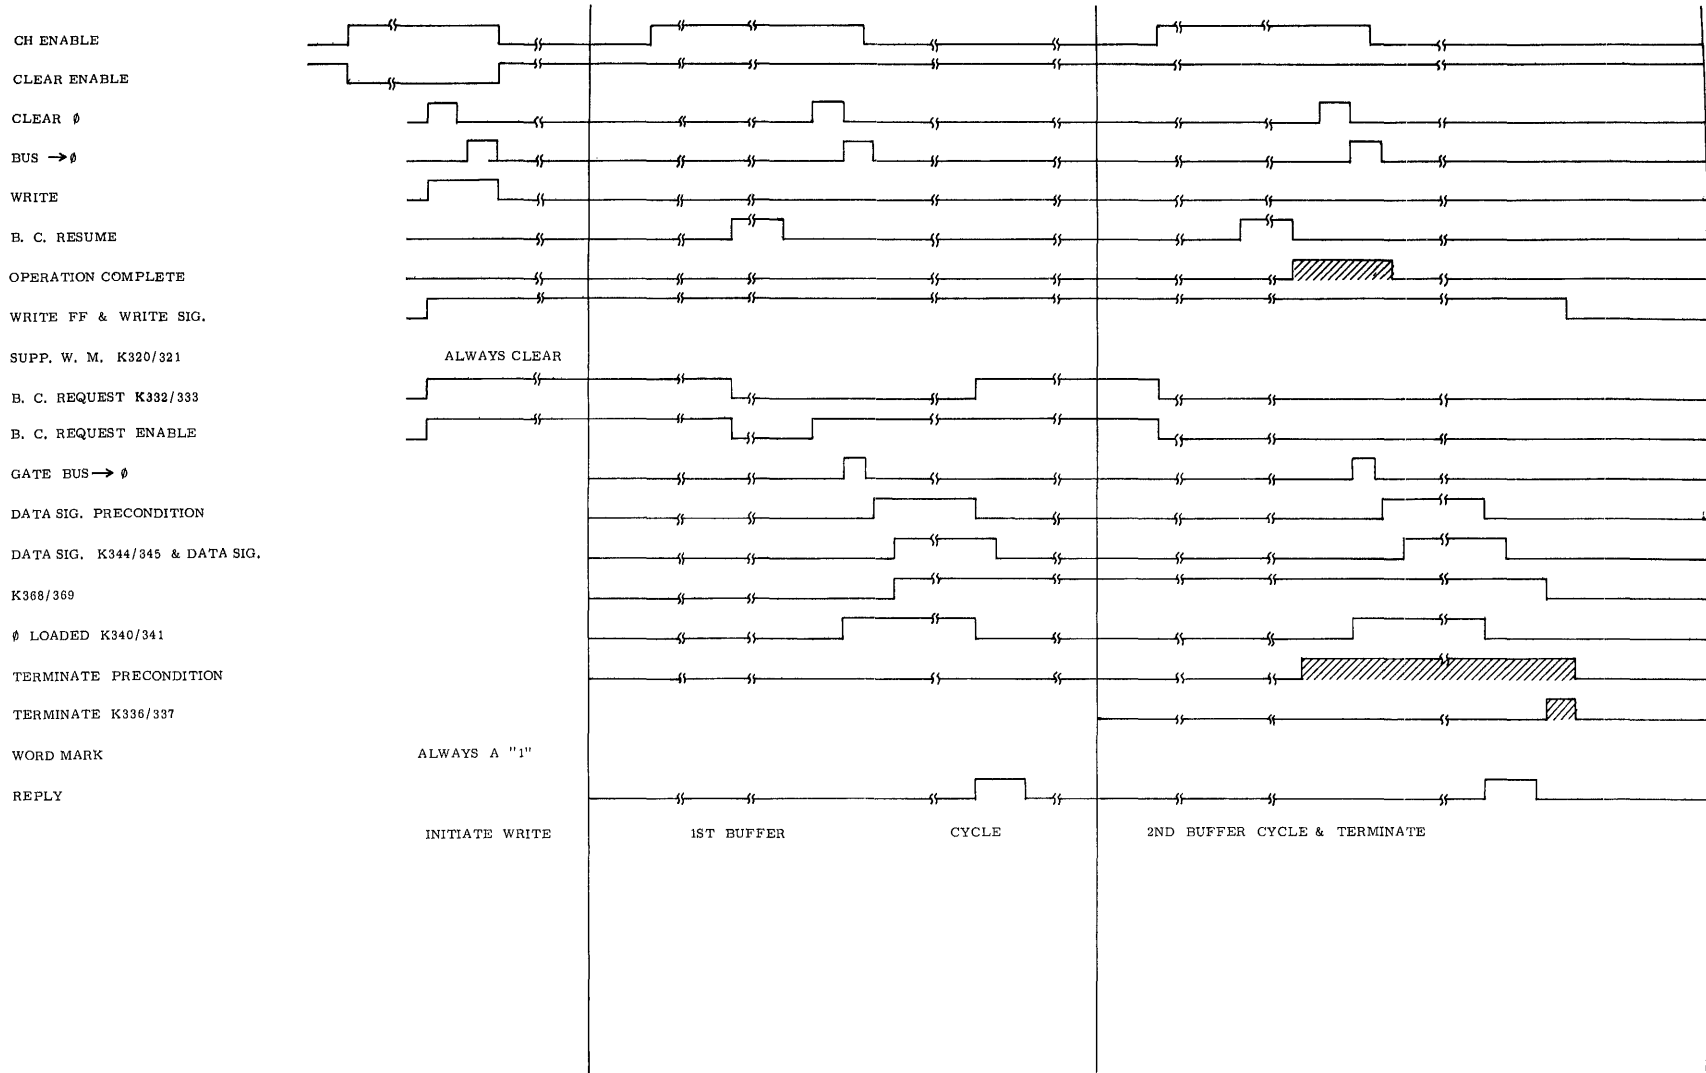 CH ENABLE
CLEAR ENABLE
CLEAR ∅
BUS → ∅
WRITE
B. C. RESUME
OPERATION COMPLETE
WRITE FF & WRITE SIG.
SUPP. W. M. K320/321 ALWAYS CLEAR
B. C. REQUEST K332/333
B. C. REQUEST ENABLE
GATE BUS → ∅
DATA SIG. PRECONDITION
DATA SIG. K344/345 & DATA SIG.
K368/369
∅ LOADED K340/341
TERMINATE PRECONDITION
TERMINATE K336/337
WORD MARK ALWAYS A "1"
REPLY
INITIATE WRITE 1ST BUFFER CYCLE 2ND BUFFER CYCLE & TERMINATE